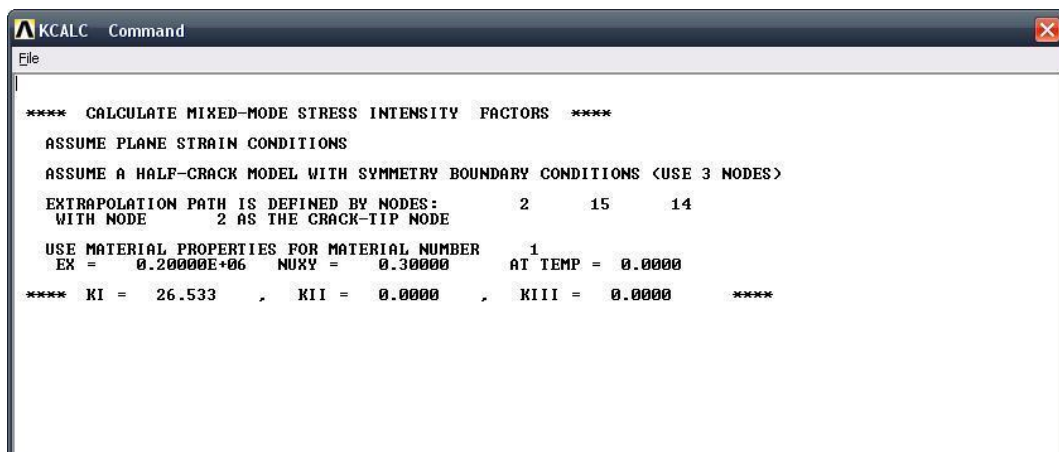 KCALC Command
File
**** CALCULATE MIXED-MODE STRESS INTENSITY FACTORS ****
ASSUME PLANE STRAIN CONDITIONS
ASSUME A HALF-CRACK MODEL WITH SYMMETRY BOUNDARY CONDITIONS (USE 3 NODES)
EXTRAPOLATION PATH IS DEFINED BY NODES: 2 15 14
WITH NODE 2 AS THE CRACK-TIP NODE
USE MATERIAL PROPERTIES FOR MATERIAL NUMBER 1
EX = 0.20000E+06 NUXY = 0.30000 AT TEMP = 0.0000
**** KI = 26.533 , KII = 0.0000 , KIII = 0.0000 ****